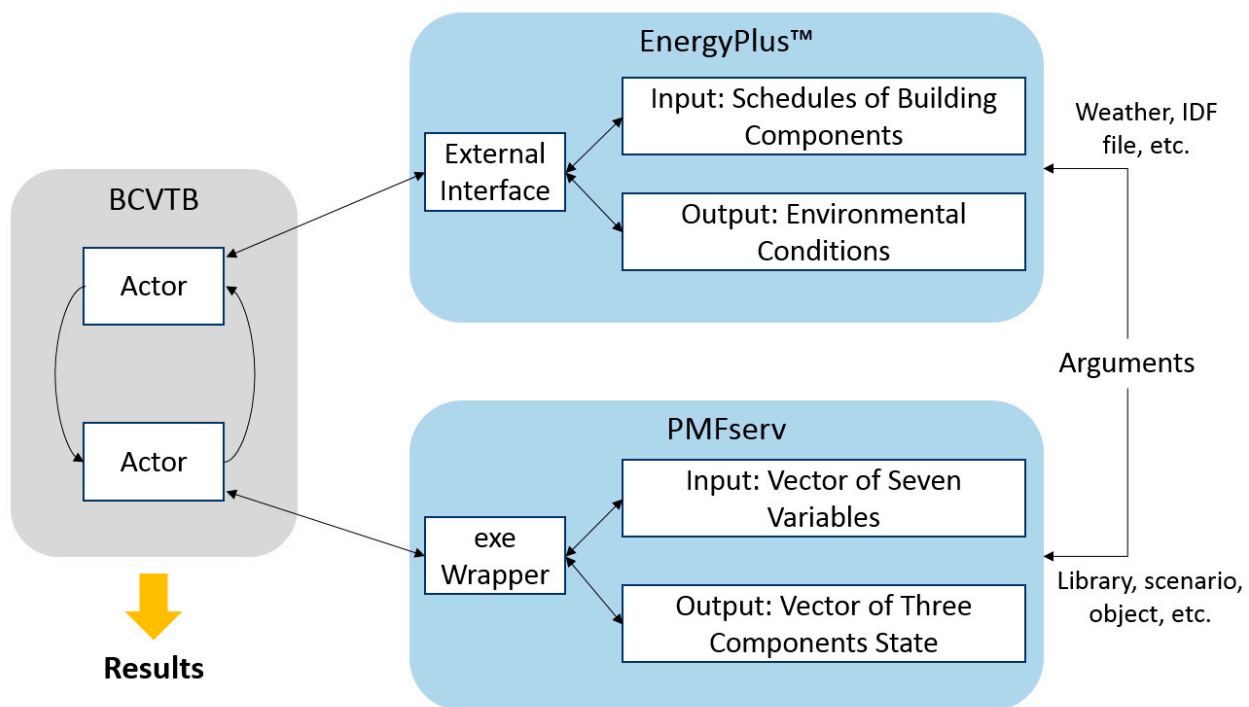 EnergyPlus™
Input: Schedules of Building
Components
External
Interface
Output: Environmental
Conditions
Weather, IDF
file, etc.
BCVTB
Actor
Actor
Results
Arguments
PMFserv
Input: Vector of Seven
Variables
exe
Wrapper
Output: Vector of Three
Components State
Library, scenario,
object, etc.